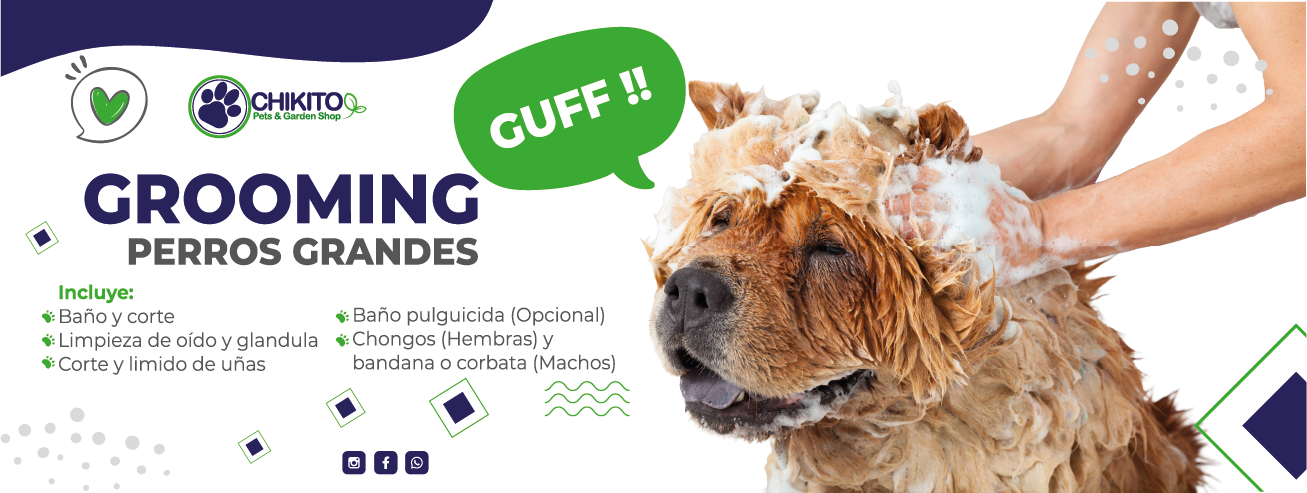 CHIKITO
Pets & Garden Shop
GUFF !!
GROOMING
PERROS GRANDES
Incluye:
Baño y corte
Limpieza de oído y glandula
Corte y limido de uñas
Baño pulguicida (Opcional)
Chongos (Hembras) y
bandana o corbata (Machos)